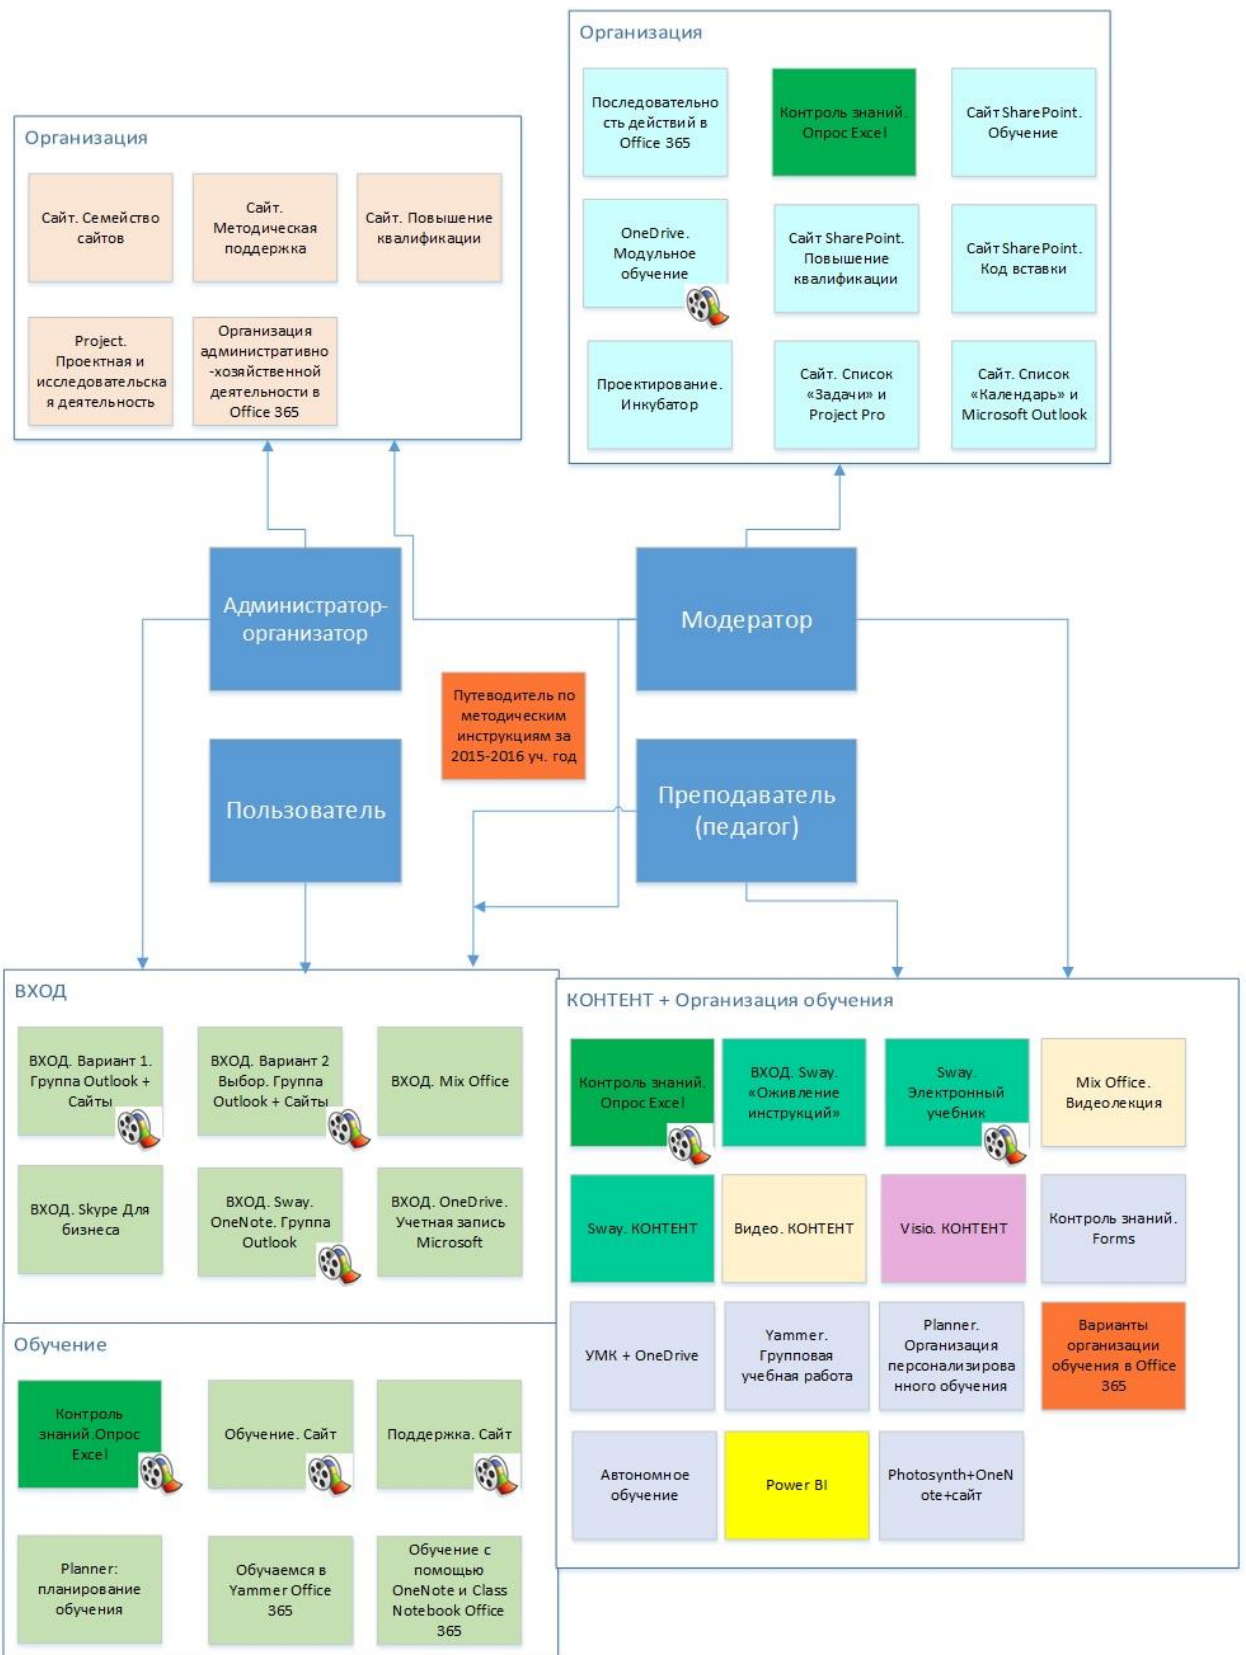 Организация
Последовательно
сть действий в
Office 365
Контроль знаний.
Опрос Excel
Сайт SharePoint.
Обучение
OneDrive.
Модульное
обучение
Сайт SharePoint.
Повышение
квалификации
Сайт SharePoint.
Код вставки
Проектирование.
Инкубатор
Сайт. Список
«Задачи» и
Project Pro
Сайт. Список
«Календарь» и
Microsoft Outlook
Организация
Сайт. Семейство
сайтов
Сайт.
Методическая
поддержка
Сайт. Повышение
квалификации
Project.
Проектная и
исследовательска
я деятельность
Организация
административно
-хозяйственной
деятельности в
Office 365
Администратор-
организатор
Модератор
Путеводитель по
методическим
инструкциям за
2015-2016 уч. год
Пользователь
Преподаватель
(педагог)
ВХОД
ВХОД. Вариант 1.
Группа Outlook +
Сайты
ВХОД. Вариант 2
Выбор. Группа
Outlook + Сайты
ВХОД. Mix Office
ВХОД. Skype Для
бизнеса
ВХОД. Sway.
OneNote. Группа
Outlook
ВХОД. OneDrive.
Учетная запись
Microsoft
Обучение
Контроль
знаний.Опрос
Excel
Обучение. Сайт
Поддержка. Сайт
Planner:
планирование
обучения
Обучаемся в
Yammer Office
365
Обучение с
помощью
OneNote и Class
Notebook Office
365
КОНТЕНТ + Организация обучения
Контроль знаний.
Опрос Excel
ВХОД. Sway.
«Оживление
инструкций»
Sway.
Электронный
учебник
Mix Office.
Видеолекция
Sway. КОНТЕНТ
Видео. КОНТЕНТ
Visio. КОНТЕНТ
Контроль знаний.
Forms
УМК + OneDrive
Yammer.
Групповая
учебная работа
Planner.
Организация
персонализирова
нного обучения
Варианты
организации
обучения в Office
365
Автономное
обучение
Power BI
Photosynth+OneN
ote+сайт